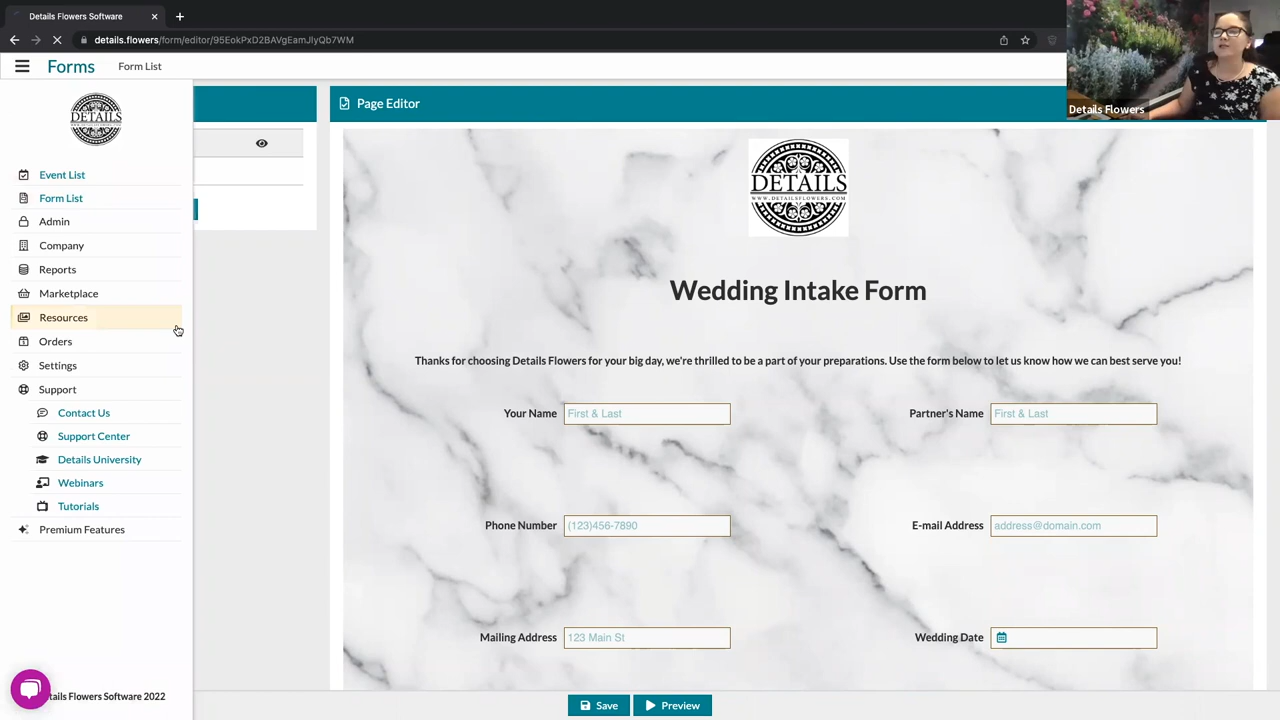 Details Flowers Software
details.flowers/form/editor/95EokPxD2BAVgEamJlyQb7WM
Forms
Form List
Details Flowers
DETAILS
Event List
Form List
Admin
Company
Reports
Marketplace
Resources
Orders
Settings
Support
Contact Us
Support Center
Details University
Webinars
Tutorials
Premium Features
tails Flowers Software 2022
Page Editor
DETAILS
WWW.DETAILSFLOWERS.COM
Wedding Intake Form
Thanks for choosing Details Flowers for your big day, we're thrilled to be a part of your preparations. Use the form below to let us know how we can best serve you!
Your Name First & Last
Partner's Name First & Last
Phone Number (123)456-7890
E-mail Address address@domain.com
Mailing Address 123 Main St
Wedding Date
Save
Preview